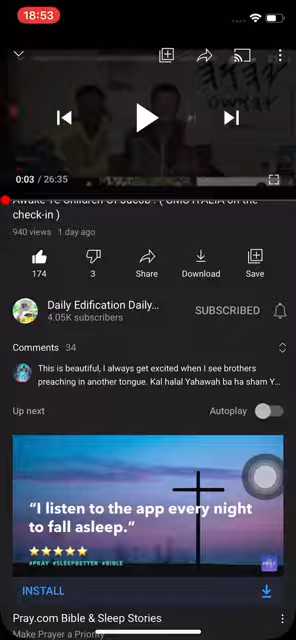 18:53
0:03 / 26:35
Awake Ye Children Of Jacob . ( GMS ITALIA on the
check-in )
940 views · 1 day ago
174
3
Share
Download
Save
Daily Edification Daily...
4.05K subscribers
SUBSCRIBED
Comments 34
This is beautiful, I always get excited when I see brothers
preaching in another tongue. Kal halal Yahawah ba ha sham Y...
Up next
Autoplay
“I listen to the app every night
to fall asleep.“
#PRAY #SLEEPBETTER #BIBLE
PRAY
INSTALL
Pray.com Bible & Sleep Stories
Make Prayer a Priority